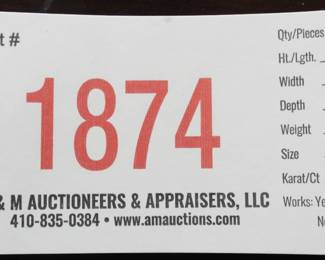 t #
1874
& M AUCTIONEERS & APPRAISERS, LLC
410-835-0384 • www.amauctions.com
Qty/Pieces
Ht./Lgth.
Width
Depth
Weight
Size
Karat/Ct
Works: Ye